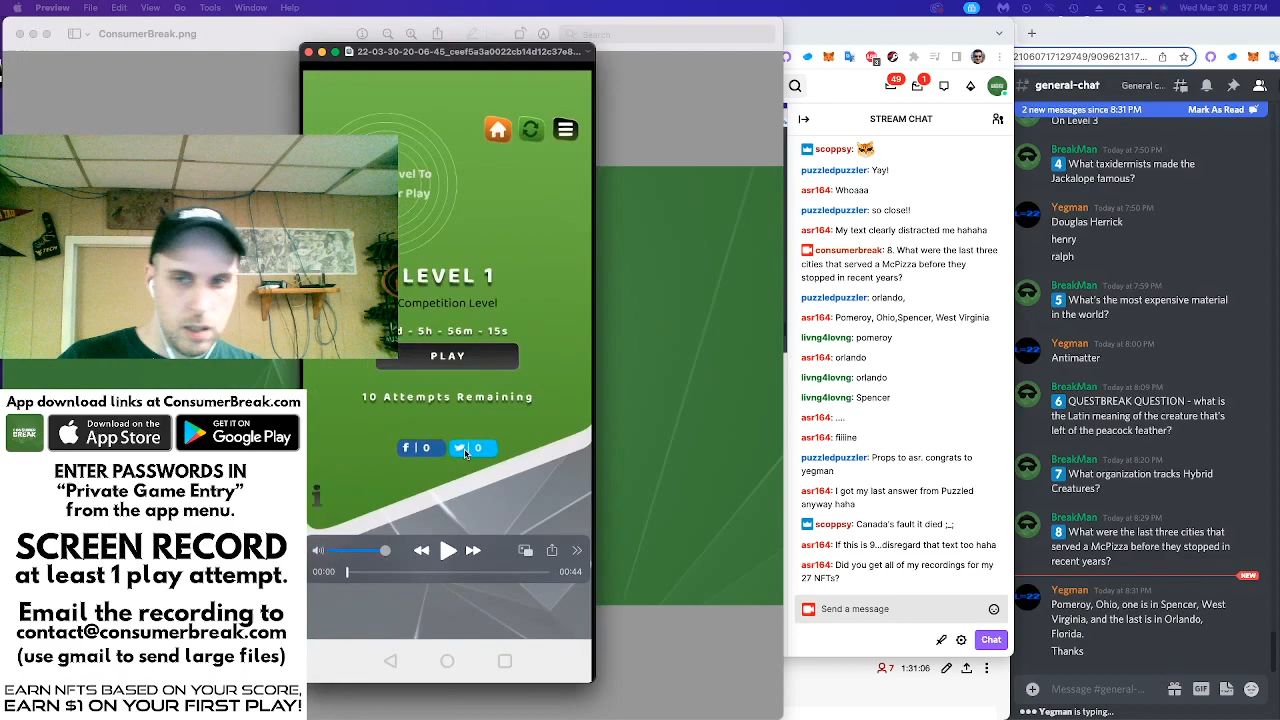 Preview File Edit View Go Tools Window Help
Wed Mar 30 8:37 PM
ConsumerBreak.png
Search
22-03-30-20-06-45_ceef5a3a0022cb14d12c37e8...
vel To
r Play
LEVEL 1
Competition Level
d - 5h - 56m - 15s
PLAY
10 Attempts Remaining
f | 0
| 0
00:00
00:44
TECH
App download links at ConsumerBreak.com
CONSUMER
BREAK
Download on the
App Store
GET IT ON
Google Play
ENTER PASSWORDS IN
“Private Game Entry”
from the app menu.
SCREEN RECORD
at least 1 play attempt.
Email the recording to
contact@consumerbreak.com
(use gmail to send large files)
EARN NFTS BASED ON YOUR SCORE,
EARN $1 ON YOUR FIRST PLAY!
3
49
1
STREAM CHAT
scoppsy:
puzzledpuzzler: Yay!
asr164: Whoaaa
puzzledpuzzler: so close!!
asr164: My text clearly distracted me hahaha
consumerbreak: 8. What were the last three
cities that served a McPizza before they
stopped in recent years?
puzzledpuzzler: orlando,
asr164: Pomeroy, Ohio,Spencer, West Virginia
livng4lovng: pomeroy
asr164: orlando
livng4lovng: orlando
livng4lovng: Spencer
asr164: ....
asr164: fiiiine
puzzledpuzzler: Props to asr. congrats to
yegman
asr164: I got my last answer from Puzzled
anyway haha
scoppsy: Canada's fault it died ;_;
asr164: If this is 9...disregard that text too haha
asr164: Did you get all of my recordings for my
27 NFTs?
Send a message
Chat
7 1:31:06
21060717129749/909621317...
general-chat
General c...
2 new messages since 8:31 PM
Mark As Read
On Level 3
BreakMan Today at 7:50 PM
4 What taxidermists made the
Jackalope famous?
Yegman Today at 7:50 PM
Douglas Herrick
henry
ralph
BreakMan Today at 7:59 PM
5 What's the most expensive material
in the world?
Yegman Today at 8:00 PM
Antimatter
BreakMan Today at 8:09 PM
6 QUESTBREAK QUESTION - what is
the Latin meaning of the creature that's
left of the peacock feather?
BreakMan Today at 8:20 PM
7 What organization tracks Hybrid
Creatures?
BreakMan Today at 8:29 PM
8 What were the last three cities that
served a McPizza before they stopped in
recent years?
NEW
Yegman Today at 8:31 PM
Pomeroy, Ohio, one is in Spencer, West
Virginia, and the last is in Orlando,
Florida.
Thanks
Message #general-...
GIF
Yegman is typing...